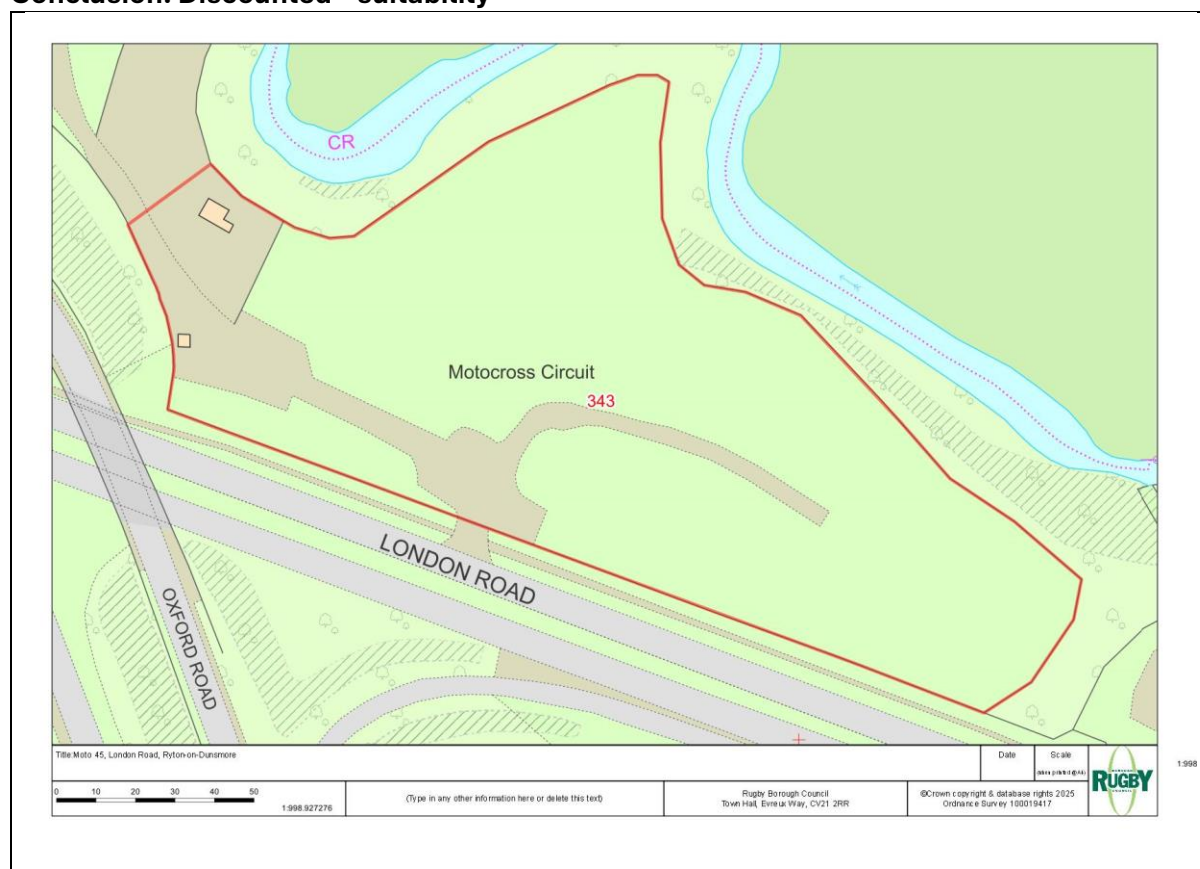 CR
Motocross Circuit
343
LONDON ROAD
OXFORD ROAD
Title:Moto 45, London Road, Ryton-on-Dunsmore
Date
Scale
1:998
0 10 20 30 40 50
1:998.927276
(Type in any other information here or delete this text)
Rugby Borough Council
Town Hall, Evreux Way, CV21 2RR
©Crown copyright & database rights 2025
Ordnance Survey 100019417
RUGBY